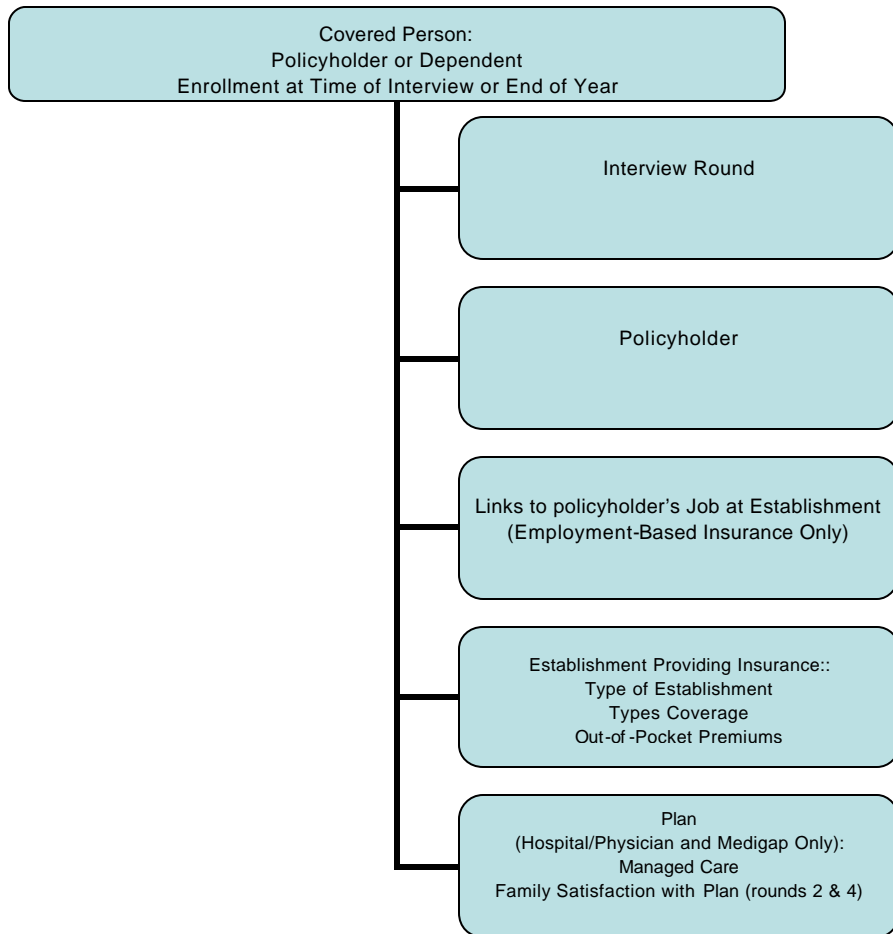 Covered Person:
Policyholder or Dependent
Enrollment at Time of Interview or End of Year
Interview Round
Policyholder
Links to policyholder's Job at Establishment
(Employment-Based Insurance Only)
Establishment Providing Insurance::
Type of Establishment
Types Coverage
Out-of-Pocket Premiums
Plan
(Hospital/Physician and Medigap Only):
Managed Care
Family Satisfaction with Plan (rounds 2 & 4)